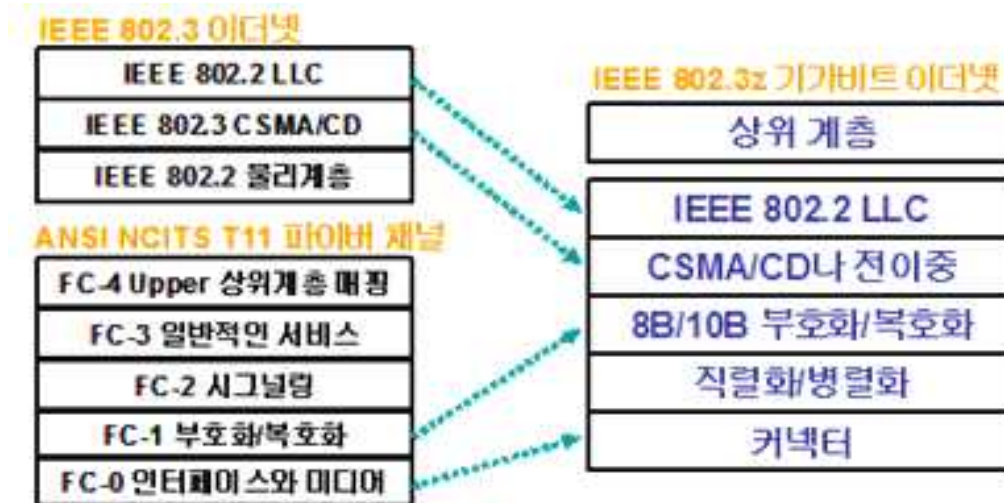 IEEE 802.3 이더넷
IEEE 802.2 LLC
IEEE 802.3 CSMA/CD
IEEE 802.2 물리계층
ANSI NCITS T11 파이버 채널
FC-4 Upper 상위계층 매핑
FC-3 일반적인 서비스
FC-2 시그널링
FC-1 부호화/복호화
FC-0 인터페이스와 미디어
IEEE 802.3z 기가비트 이더넷
상위 계층
IEEE 802.2 LLC
CSMA/CD나 전이중
8B/10B 부호화/복호화
직렬화/병렬화
커넥터